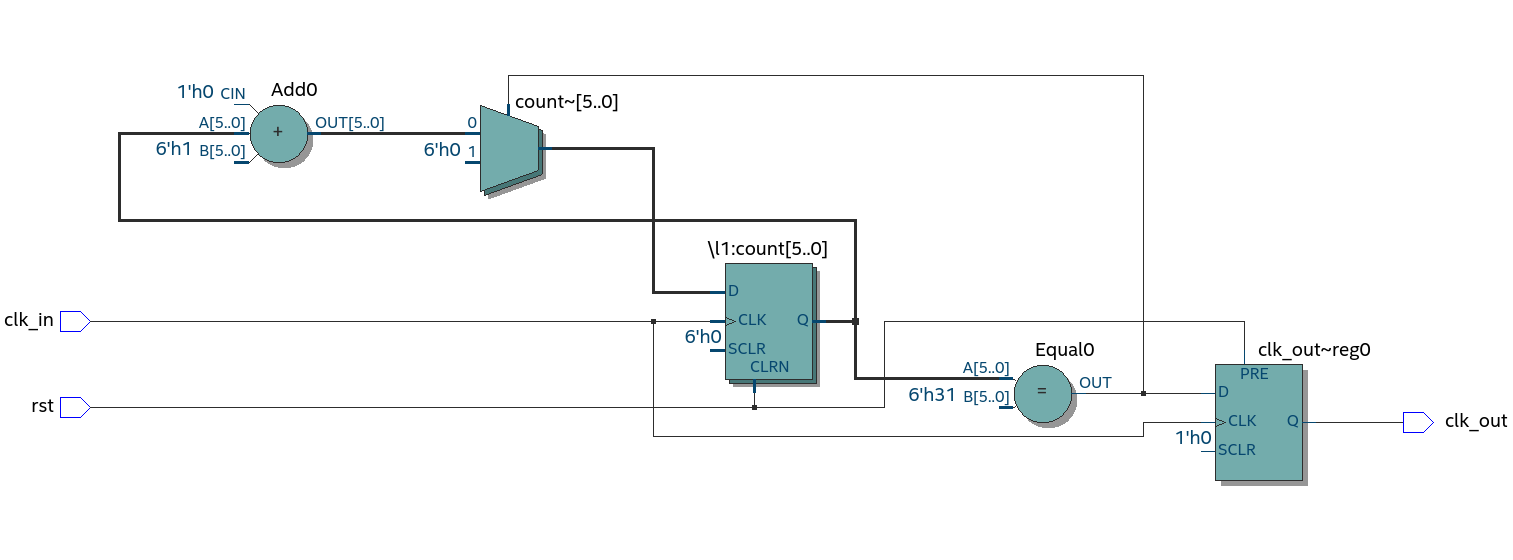 Add0
1'h0 CIN
A[5..0] OUT[5..0]
6'h1 B[5..0]
+
count~[5..0]
0
6'h0 1
\l1:count[5..0]
D
clk_in
CLK Q
6'h0
SCLR
CLRN
rst
Equal0
A[5..0]
6'h31 B[5..0]
=
OUT
clk_out~reg0
PRE
D
CLK Q
1'h0
SCLR
clk_out